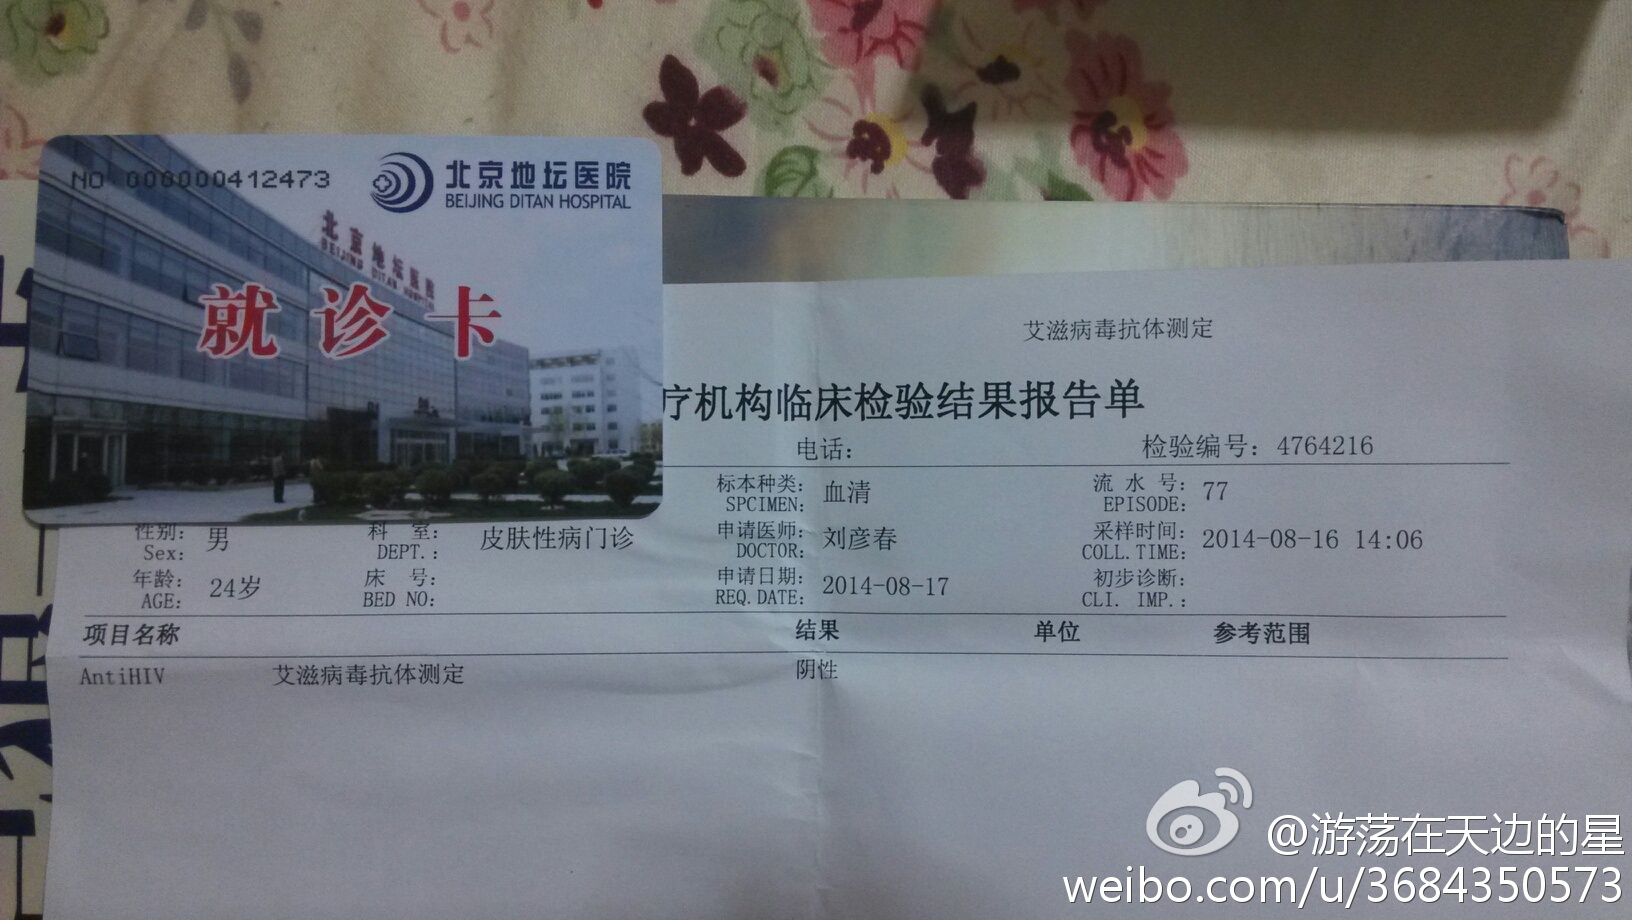 NO 000000412473
北京地坛医院
BEIJING DITAN HOSPITAL
北京地坛医院
BEIJING DITAN HOSPITAL
就诊卡
艾滋病毒抗体测定
疗机构临床检验结果报告单
电话: 检验编号: 4764216
标本种类: 血清 流水号: 77
SPCIMEN: EPISODE:
性别: 男 科室: 皮肤性病门诊 申请医师: 刘彦春 采样时间: 2014-08-16 14:06
Sex: DEPT.: DOCTOR: COLL.TIME:
年龄: 24岁 床号: 申请日期: 2014-08-17 初步诊断:
AGE: BED NO: REQ.DATE: CLI. IMP.:
项目名称 结果 单位 参考范围
AntiHIV 艾滋病毒抗体测定 阴性
@游荡在天边的星
weibo.com/u/3684350573